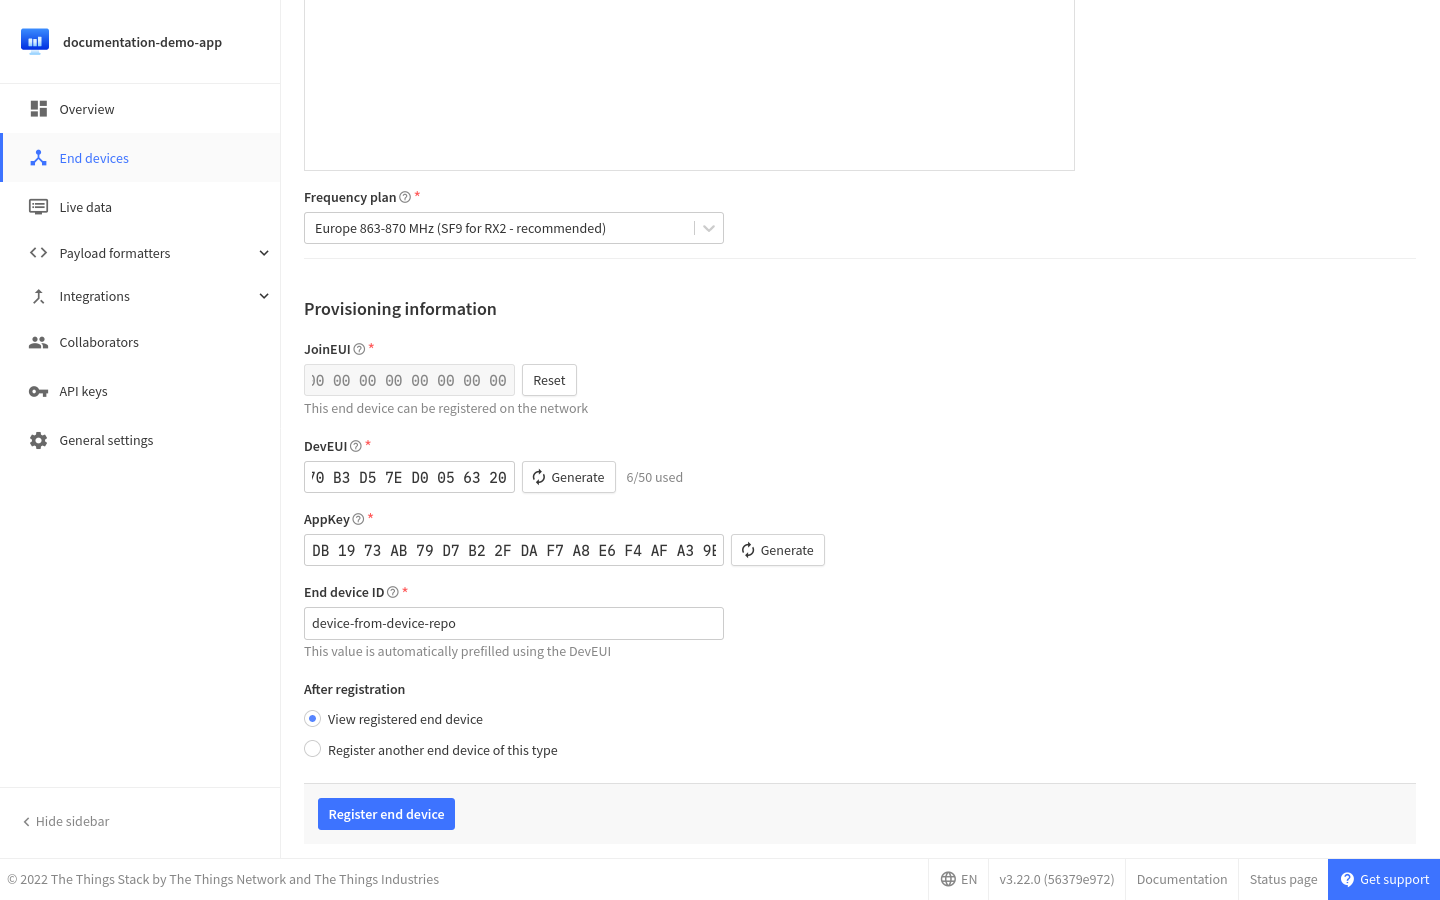 documentation-demo-app
Overview
End devices
Live data
Payload formatters
Integrations
Collaborators
API keys
General settings
Hide sidebar
Frequency plan *
Europe 863-870 MHz (SF9 for RX2 - recommended)
Provisioning information
JoinEUI *
00 00 00 00 00 00 00 Reset
This end device can be registered on the network
DevEUI *
B3 D5 7E D0 05 63 20 Generate 6/50 used
AppKey *
DB 19 73 AB 79 D7 B2 2F DA F7 A8 E6 F4 AF A3 Generate
End device ID *
device-from-device-repo
This value is automatically prefilled using the DevEUI
After registration
View registered end device
Register another end device of this type
Register end device
© 2022 The Things Stack by The Things Network and The Things Industries EN v3.22.0 (56379e972) Documentation Status page Get support